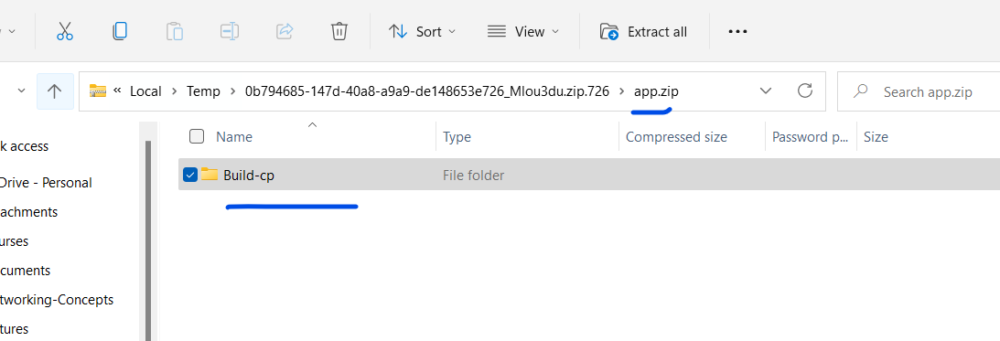 Sort
View
Extract all
« Local > Temp > 0b794685-147d-40a8-a9a9-de148653e726_Mlou3du.zip.726 > app.zip
Search app.zip
Name Type Compressed size Password p... Size
k access
Build-cp File folder
Drive - Personal
achments
urses
cuments
tworking-Concepts
tures